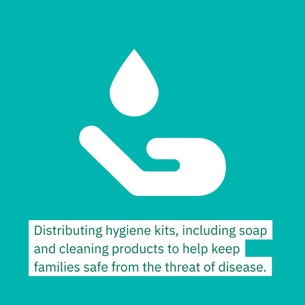 Distributing hygiene kits, including soap
and cleaning products to help keep
families safe from the threat of disease.